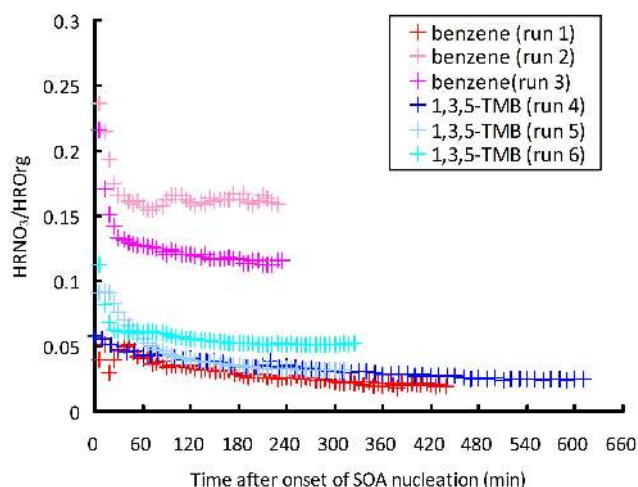 0.3
0.25
0.2
0.15
0.1
0.05
0
HRNO₃/HROrg
benzene (run 1)
benzene (run 2)
benzene(run 3)
1,3,5-TMB (run 4)
1,3,5-TMB (run 5)
1,3,5-TMB (run 6)
0 60 120 180 240 300 360 420 480 540 600 660
Time after onset of SOA nucleation (min)